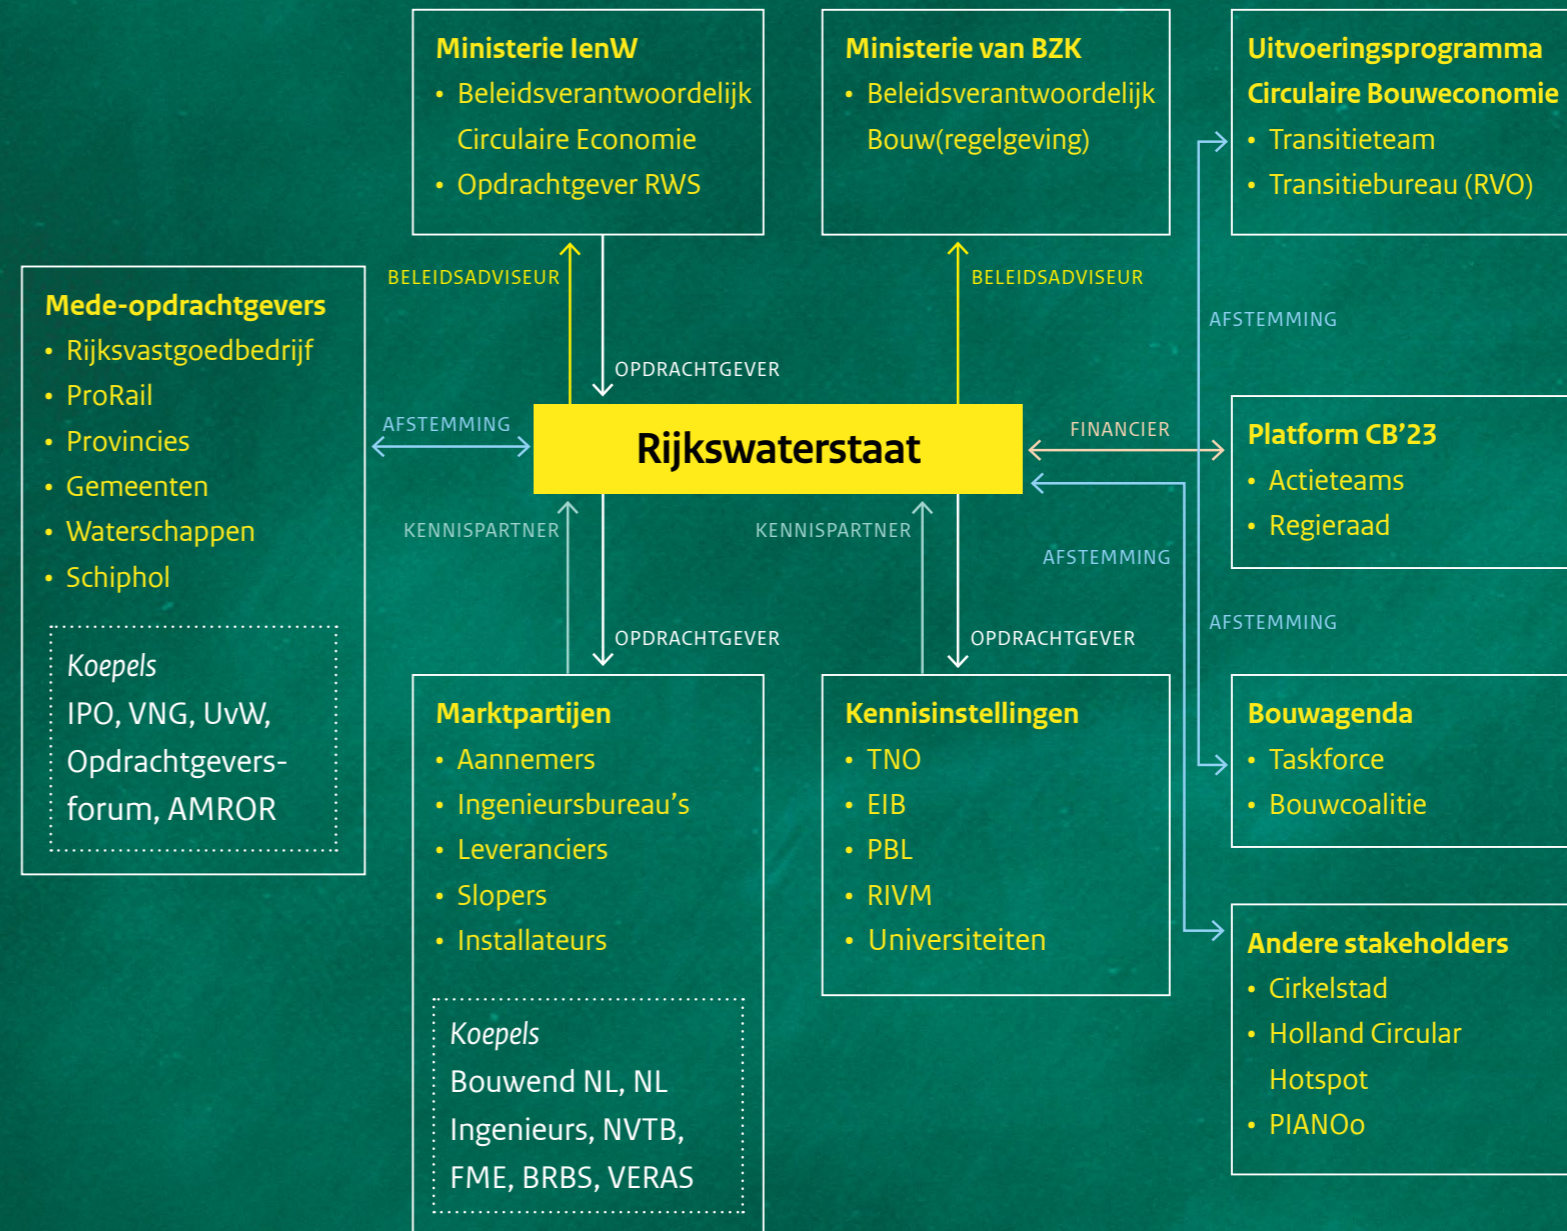 Ministerie IenW
• Beleidsverantwoordelijk
Circulaire Economie
• Opdrachtgever RWS
Ministerie van BZK
• Beleidsverantwoordelijk
Bouw(regelgeving)
Uitvoeringsprogramma
Circulaire Bouweconomie
• Transitieteam
• Transitiebureau (RVO)
BELEIDSADVISEUR
BELEIDSADVISEUR
AFSTEMMING
OPDRACHTGEVER
Mede-opdrachtgevers
• Rijksvastgoedbedrijf
• ProRail
• Provincies
• Gemeenten
• Waterschappen
• Schiphol
Koepels
IPO, VNG, UvW,
Opdrachtgevers-
forum, AMROR
AFSTEMMING
Rijkswaterstaat
FINANCIER
Platform CB’23
• Actieteams
• Regieraad
KENNISPARTNER
KENNISPARTNER
AFSTEMMING
AFSTEMMING
OPDRACHTGEVER
OPDRACHTGEVER
Marktpartijen
• Aannemers
• Ingenieursbureau’s
• Leveranciers
• Slopers
• Installateurs
Koepels
Bouwend NL, NL
Ingenieurs, NVTB,
FME, BRBS, VERAS
Kennisinstellingen
• TNO
• EIB
• PBL
• RIVM
• Universiteiten
Bouwagenda
• Taskforce
• Bouwcoalitie
Andere stakeholders
• Cirkelstad
• Holland Circular
Hotspot
• PIANOo